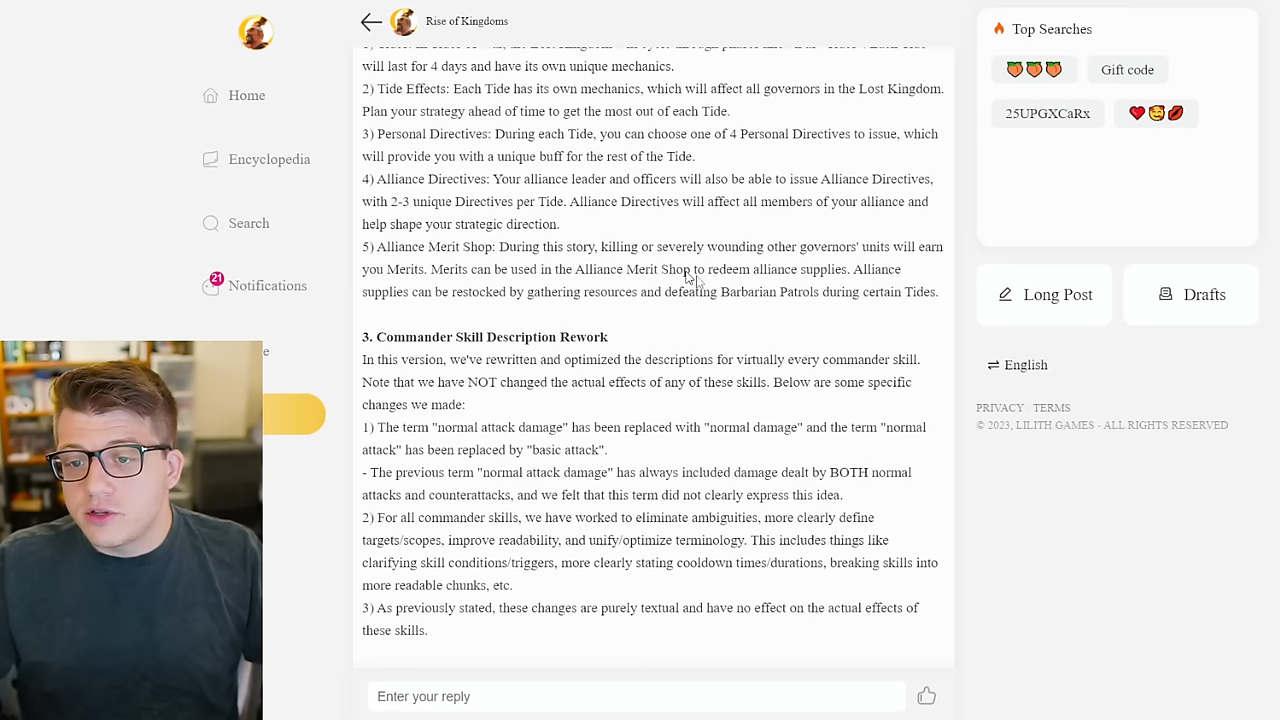 Rise of Kingdoms
will last for 4 days and have its own unique mechanics.
2) Tide Effects: Each Tide has its own mechanics, which will affect all governors in the Lost Kingdom.
Plan your strategy ahead of time to get the most out of each Tide.
3) Personal Directives: During each Tide, you can choose one of 4 Personal Directives to issue, which
will provide you with a unique buff for the rest of the Tide.
4) Alliance Directives: Your alliance leader and officers will also be able to issue Alliance Directives,
with 2-3 unique Directives per Tide. Alliance Directives will affect all members of your alliance and
help shape your strategic direction.
5) Alliance Merit Shop: During this story, killing or severely wounding other governors' units will earn
you Merits. Merits can be used in the Alliance Merit Shop to redeem alliance supplies. Alliance
supplies can be restocked by gathering resources and defeating Barbarian Patrols during certain Tides.
3. Commander Skill Description Rework
In this version, we've rewritten and optimized the descriptions for virtually every commander skill.
Note that we have NOT changed the actual effects of any of these skills. Below are some specific
changes we made:
1) The term "normal attack damage" has been replaced with "normal damage" and the term "normal
attack" has been replaced by "basic attack".
- The previous term "normal attack damage" has always included damage dealt by BOTH normal
attacks and counterattacks, and we felt that this term did not clearly express this idea.
2) For all commander skills, we have worked to eliminate ambiguities, more clearly define
targets/scopes, improve readability, and unify/optimize terminology. This includes things like
clarifying skill conditions/triggers, more clearly stating cooldown times/durations, breaking skills into
more readable chunks, etc.
3) As previously stated, these changes are purely textual and have no effect on the actual effects of
these skills.
Enter your reply
Home
Encyclopedia
Search
21
Notifications
e
Top Searches
🍑🍑🍑
Gift code
25UPGXCaRx
❤️🥰💋
Long Post
Drafts
English
PRIVACY · TERMS
© 2023, LILITH GAMES - ALL RIGHTS RESERVED